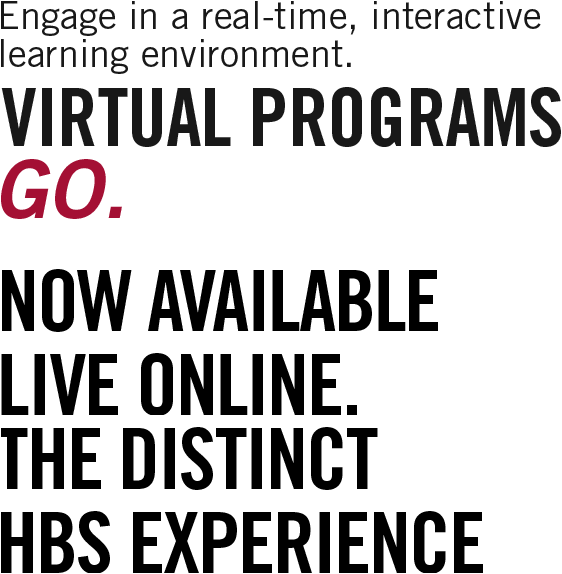 Engage in a real-time, interactive
learning environment.
VIRTUAL PROGRAMS
GO.
NOW AVAILABLE
LIVE ONLINE.
THE DISTINCT
HBS EXPERIENCE